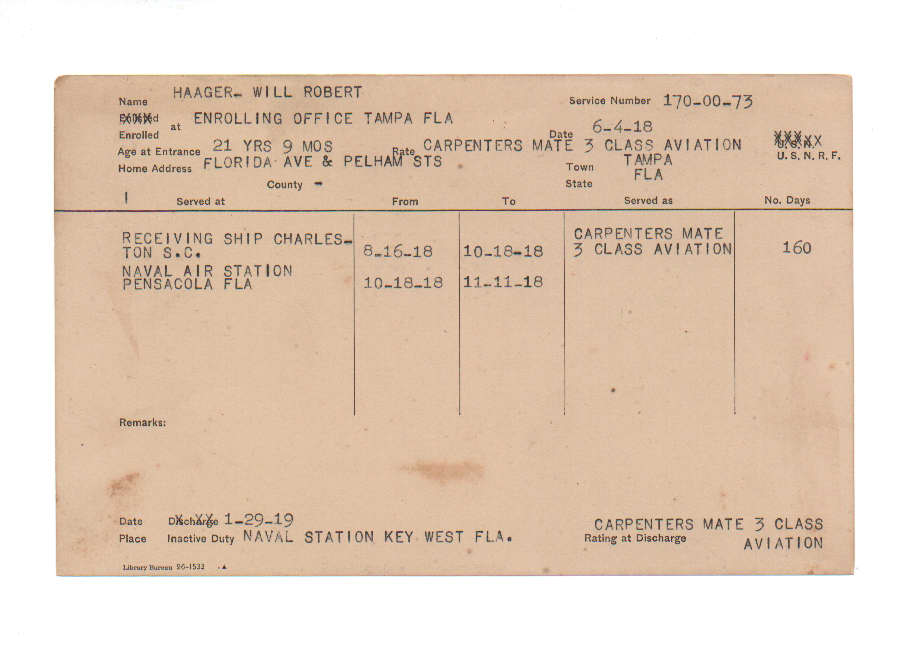 Name HAAGER- WILL ROBERT Service Number 170-00-73
Enrolled at ENROLLING OFFICE TAMPA FLA Date 6-4-18
Age at Entrance 21 YRS 9 MOS Rate CARPENTERS MATE 3 CLASS AVIATION U.S.N.R.F.
Home Address FLORIDA AVE & PELHAM STS Town TAMPA
County - State FLA
Served at From To Served as No. Days
RECEIVING SHIP CHARLES- CARPENTERS MATE
TON S.C. 8-16-18 10-18-18 3 CLASS AVIATION 160
NAVAL AIR STATION
PENSACOLA FLA 10-18-18 11-11-18
Remarks:
Date Discharge 1-29-19 CARPENTERS MATE 3 CLASS
Place Inactive Duty NAVAL STATION KEY WEST FLA. Rating at Discharge AVIATION
Library Bureau 26-1532